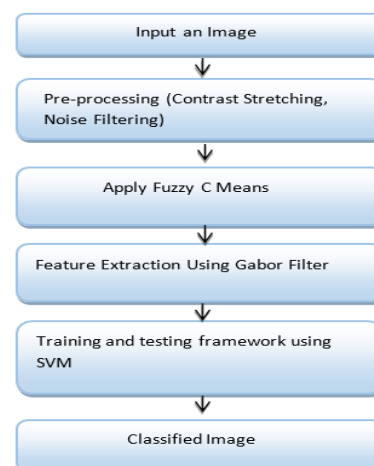 Input an Image
Pre-processing (Contrast Stretching,
Noise Filtering)
Apply Fuzzy C Means
Feature Extraction Using Gabor Filter
Training and testing framework using
SVM
Classified Image